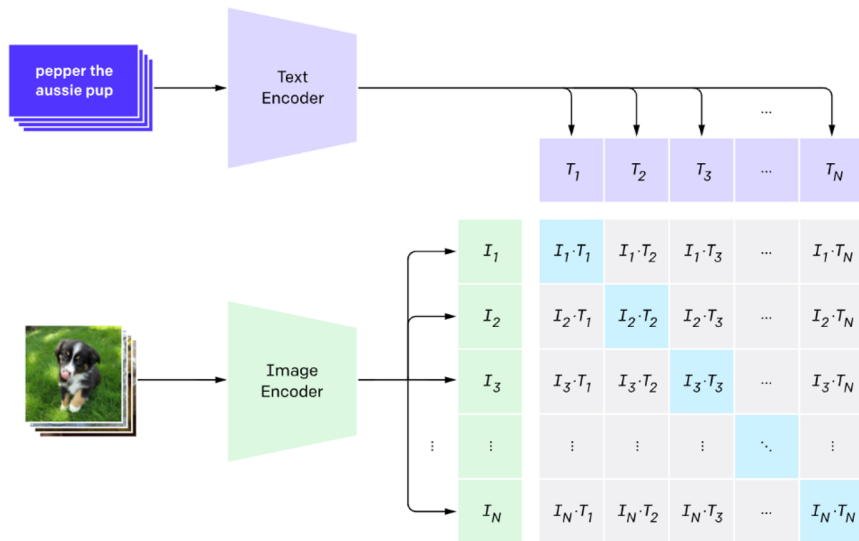 pepper the
aussie pup
Text
Encoder
...
T1 T2 T3 ... TN
I1 I1·T1 I1·T2 I1·T3 ... I1·TN
I2 I2·T1 I2·T2 I2·T3 ... I2·TN
Image
Encoder
I3 I3·T1 I3·T2 I3·T3 ... I3·TN
⋮ ⋮ ⋮ ⋮ ⋮ ⋱ ⋮
IN IN·T1 IN·T2 IN·T3 ... IN·TN